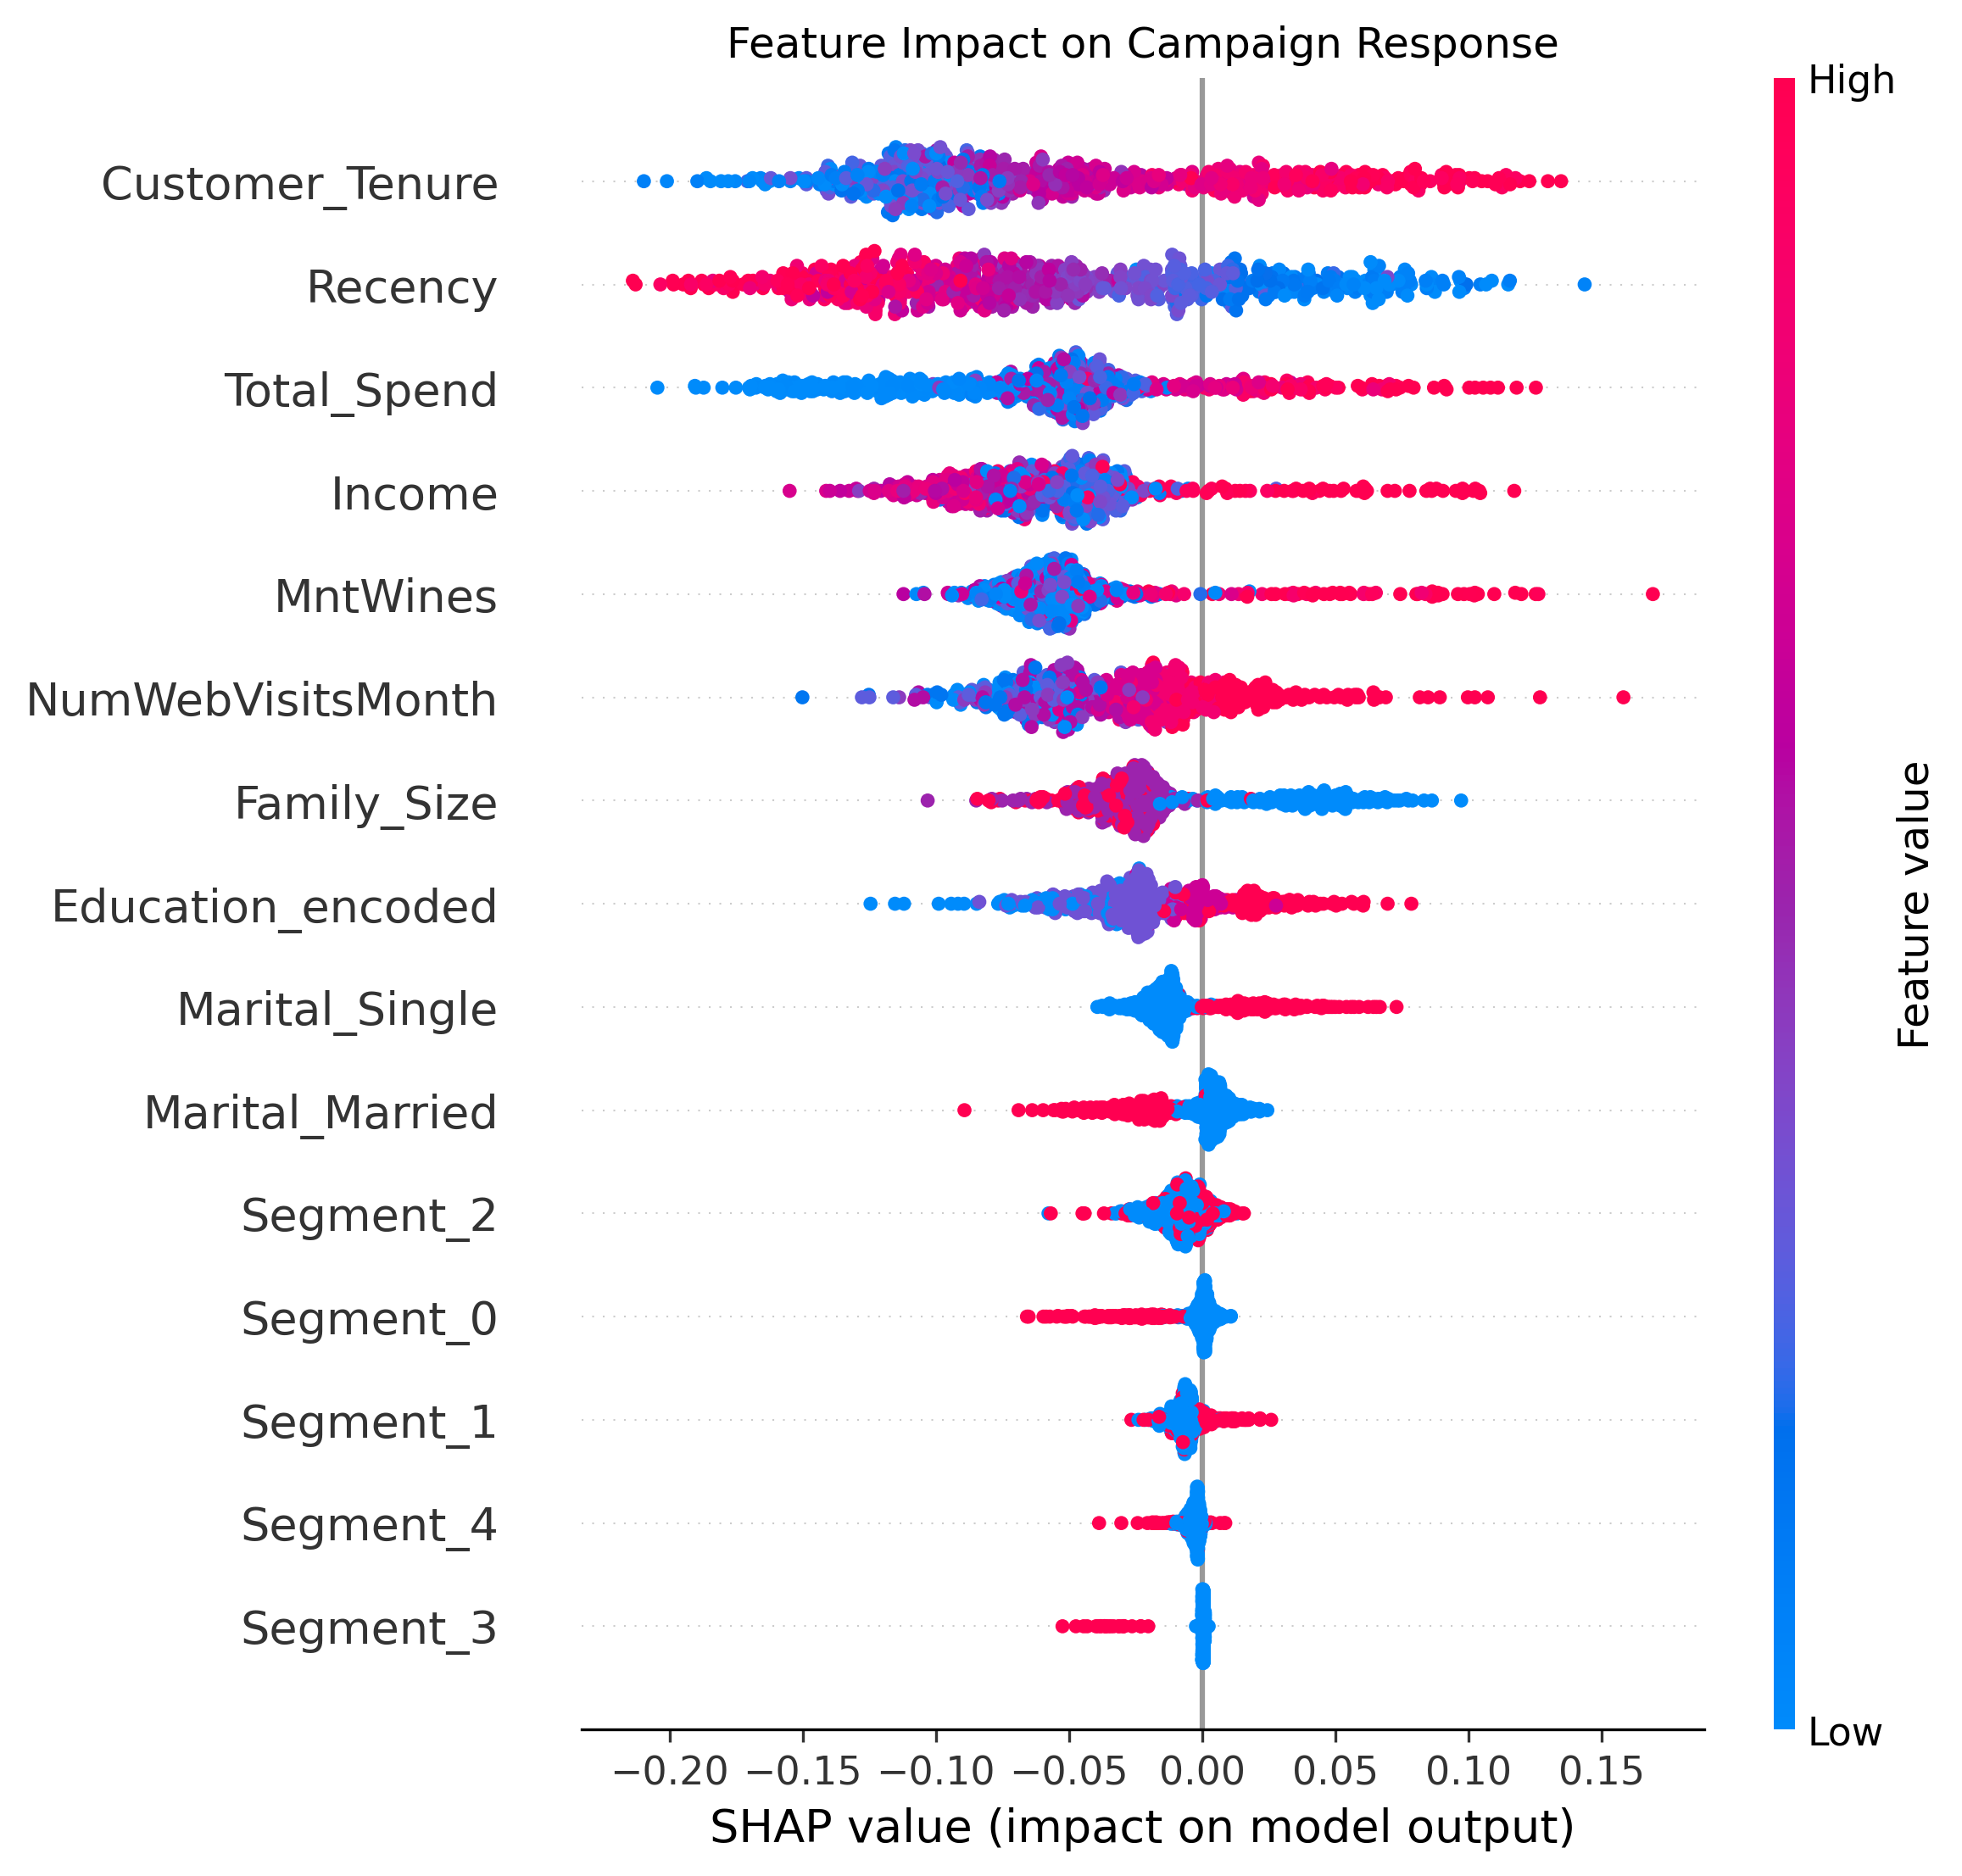 Feature Impact on Campaign Response
High
Customer_Tenure
Recency
Total_Spend
Income
MntWines
NumWebVisitsMonth
Family_Size
Education_encoded
Marital_Single
Marital_Married
Segment_2
Segment_0
Segment_1
Segment_4
Segment_3
Feature value
Low
−0.20 −0.15 −0.10 −0.05 0.00 0.05 0.10 0.15
SHAP value (impact on model output)